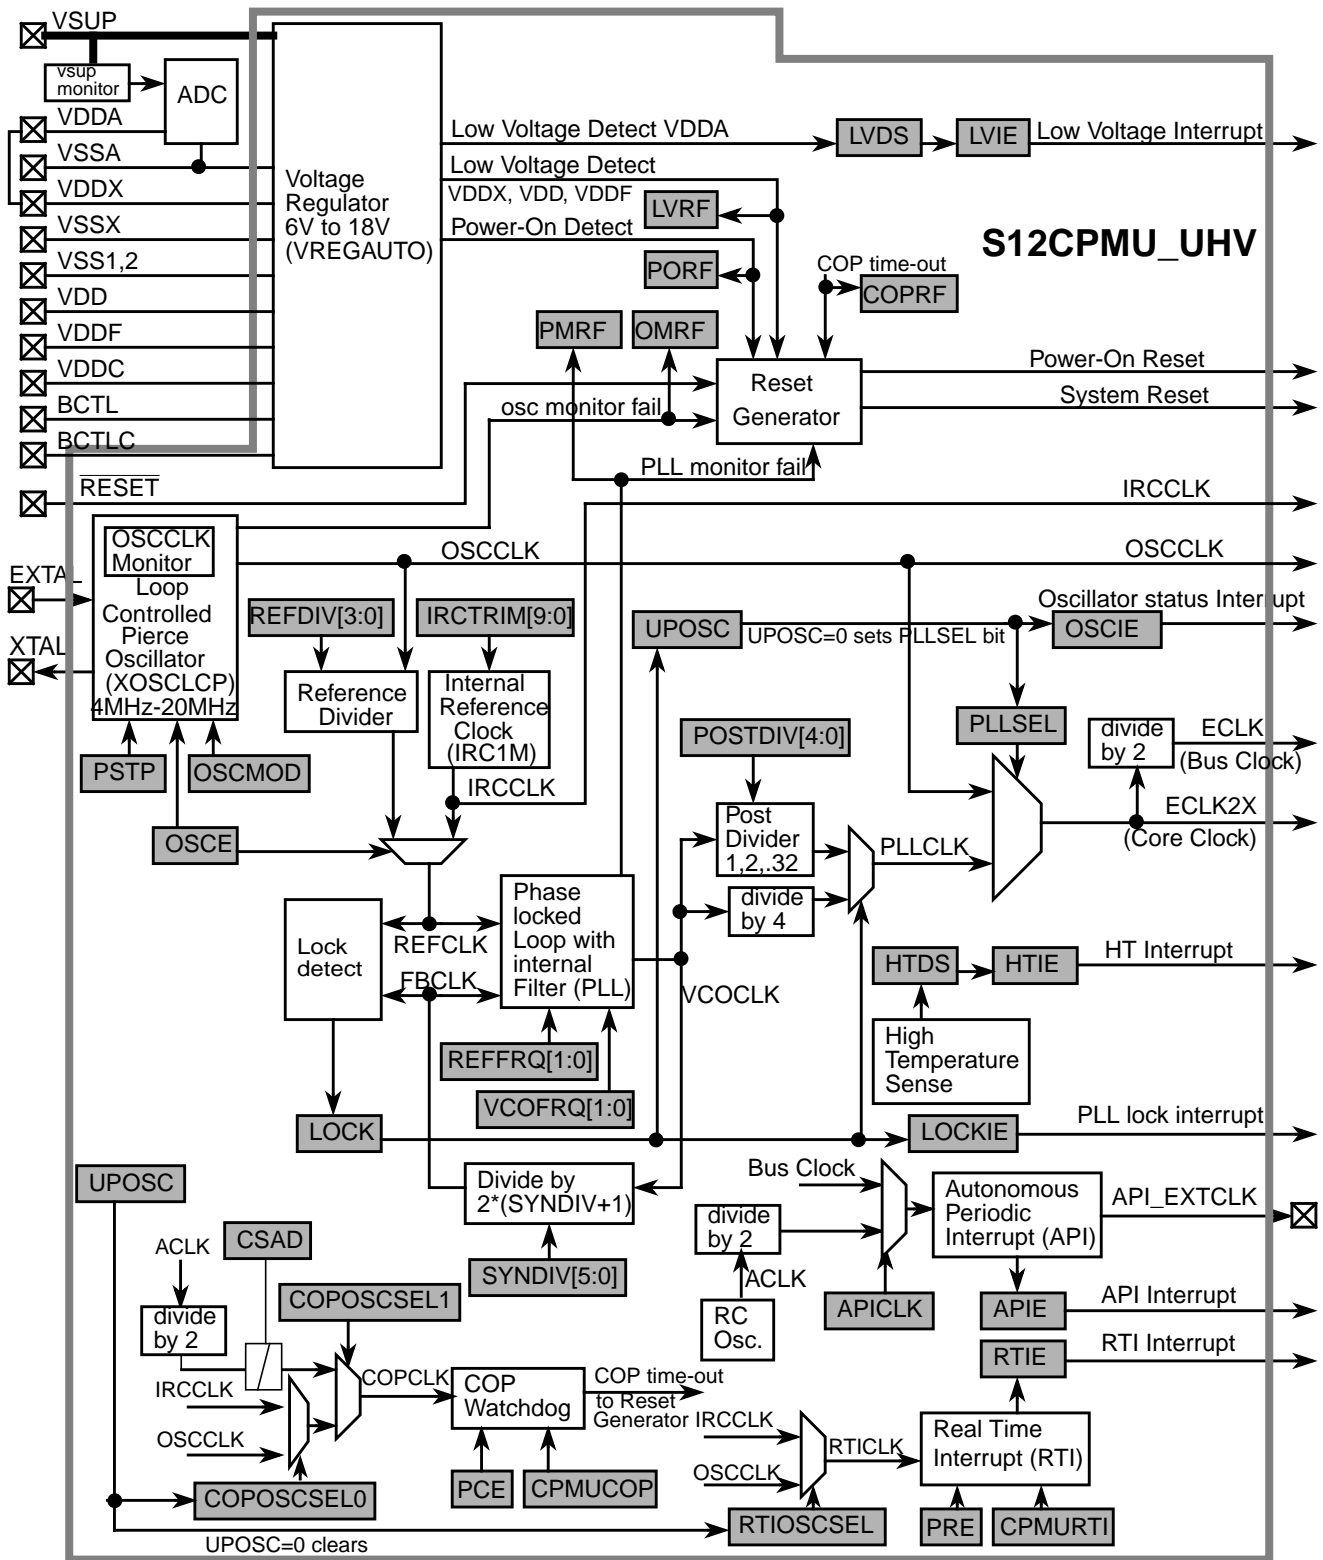 VSUP
vsup
monitor
ADC
VDDA
VSSA
VDDX
VSSX
VSS1,2
VDD
VDDF
VDDC
BCTL
BCTLC
RESET
Voltage
Regulator
6V to 18V
(VREGAUTO)
Low Voltage Detect VDDA
LVDS
LVIE
Low Voltage Interrupt
Low Voltage Detect
VDDX, VDD, VDDF
LVRF
Power-On Detect
PORF
S12CPMU_UHV
COP time-out
COPRF
PMRF
OMRF
osc monitor fail
Reset
Generator
Power-On Reset
System Reset
PLL monitor fail
IRCCLK
OSCCLK
Monitor
Loop
Controlled
Pierce
Oscillator
(XOSCLCP)
4MHz-20MHz
EXTAL
XTAL
OSCCLK
OSCCLK
REFDIV[3:0]
IRCTRIM[9:0]
UPOSC
UPOSC=0 sets PLLSEL bit
Oscillator status Interrupt
OSCIE
Reference
Divider
Internal
Reference
Clock
(IRC1M)
PSTP
OSCMOD
OSCE
IRCCLK
POSTDIV[4:0]
PLLSEL
divide
by 2
ECLK
(Bus Clock)
ECLK2X
(Core Clock)
Post
Divider
1,2,.32
PLLCLK
divide
by 4
Lock
detect
REFCLK
FBCLK
Phase
locked
Loop with
internal
Filter (PLL)
VCOCLK
REFFRQ[1:0]
VCOFRQ[1:0]
HTDS
HTIE
HT Interrupt
High
Temperature
Sense
LOCK
LOCKIE
PLL lock interrupt
UPOSC
Divide by
2*(SYNDIV+1)
SYNDIV[5:0]
Bus Clock
divide
by 2
ACLK
RC
Osc.
APICLK
Autonomous
Periodic
Interrupt (API)
API_EXTCLK
APIE
API Interrupt
RTIE
RTI Interrupt
ACLK
CSAD
divide
by 2
COPOSCSEL1
IRCCLK
OSCCLK
COPCLK
COP
Watchdog
COP time-out
to Reset
Generator
PCE
CPMUCOP
COPOSCSEL0
UPOSC=0 clears
IRCCLK
OSCCLK
RTICLK
RTIOSCSEL
Real Time
Interrupt (RTI)
PRE
CPMURTI